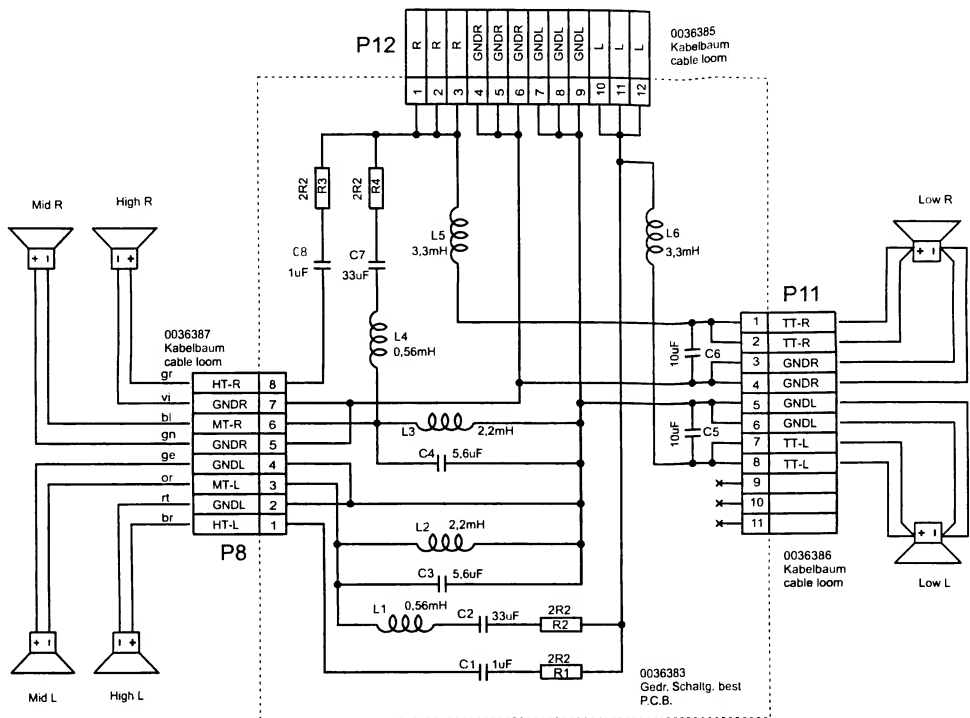 P12
R
R
R
GNDR
GNDR
GNDR
GNDL
GNDL
GNDL
L
L
L
1
2
3
4
5
6
7
8
9
10
11
12
0036385
Kabelbaum
cable loom
Mid R
High R
+ I
I +
2R2
R3
2R2
R4
C8
1uF
C7
33uF
L4
0,56mH
L5
3,3mH
L6
3,3mH
Low R
+ I
P11
1 TT-R
2 TT-R
3 GNDR
4 GNDR
5 GNDL
6 GNDL
7 TT-L
8 TT-L
9
10
11
10uF
C6
10uF
C5
0036387
Kabelbaum
cable loom
gr HT-R 8
vi GNDR 7
bl MT-R 6
gn GNDR 5
ge GNDL 4
or MT-L 3
rt GNDL 2
br HT-L 1
P8
L3
2,2mH
C4 5,6uF
L2 2,2mH
C3 5,6uF
L1 0,56mH
C2 33uF
2R2
R2
C1 1uF
2R2
R1
0036386
Kabelbaum
cable loom
+ I
Low L
+ I
I +
Mid L
High L
0036383
Gedr. Schaltg. best
P.C.B.